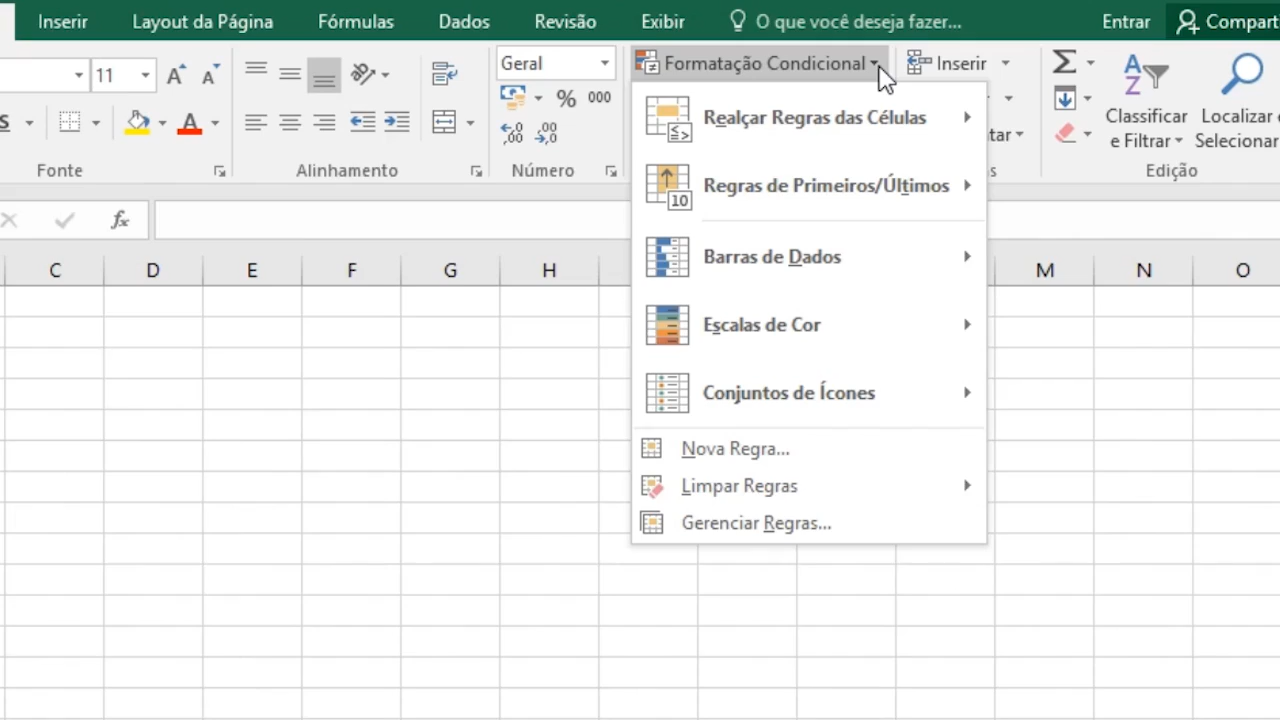 Inserir Layout da Página Fórmulas Dados Revisão Exibir O que você deseja fazer... Entrar Compart
11 Geral Formatação Condicional Inserir
S % 000 Classificar Localizar
e Filtrar Selecionar
tar
Fonte Alinhamento Número s Edição
fx
C D E F G H M N O
Realçar Regras das Células
Regras de Primeiros/Últimos
10
Barras de Dados
Escalas de Cor
Conjuntos de Ícones
Nova Regra...
Limpar Regras
Gerenciar Regras...